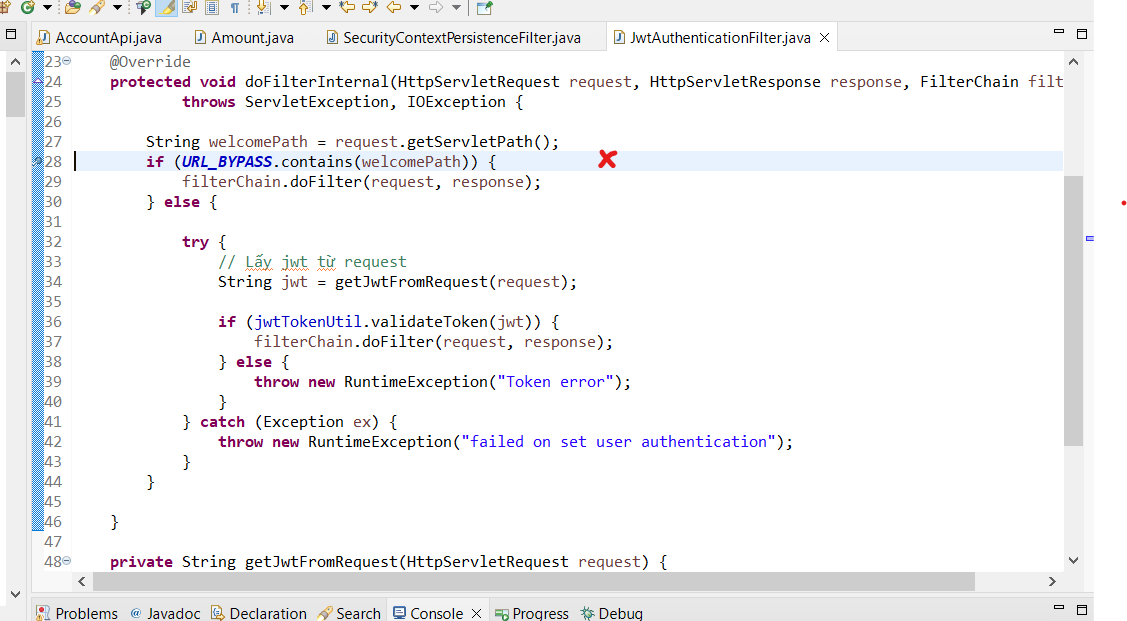 AccountApi.java Amount.java SecurityContextPersistenceFilter.java JwtAuthenticationFilter.java
23 @Override
24 protected void doFilterInternal(HttpServletRequest request, HttpServletResponse response, FilterChain filt
25 throws ServletException, IOException {
26
27 String welcomePath = request.getServletPath();
28 if (URL_BYPASS.contains(welcomePath)) {
29 filterChain.doFilter(request, response);
30 } else {
31
32 try {
33 // Lấy jwt từ request
34 String jwt = getJwtFromRequest(request);
35
36 if (jwtTokenUtil.validateToken(jwt)) {
37 filterChain.doFilter(request, response);
38 } else {
39 throw new RuntimeException("Token error");
40 }
41 } catch (Exception ex) {
42 throw new RuntimeException("failed on set user authentication");
43 }
44 }
45
46 }
47
48 private String getJwtFromRequest(HttpServletRequest request) {
Problems @ Javadoc Declaration Search Console Progress Debug